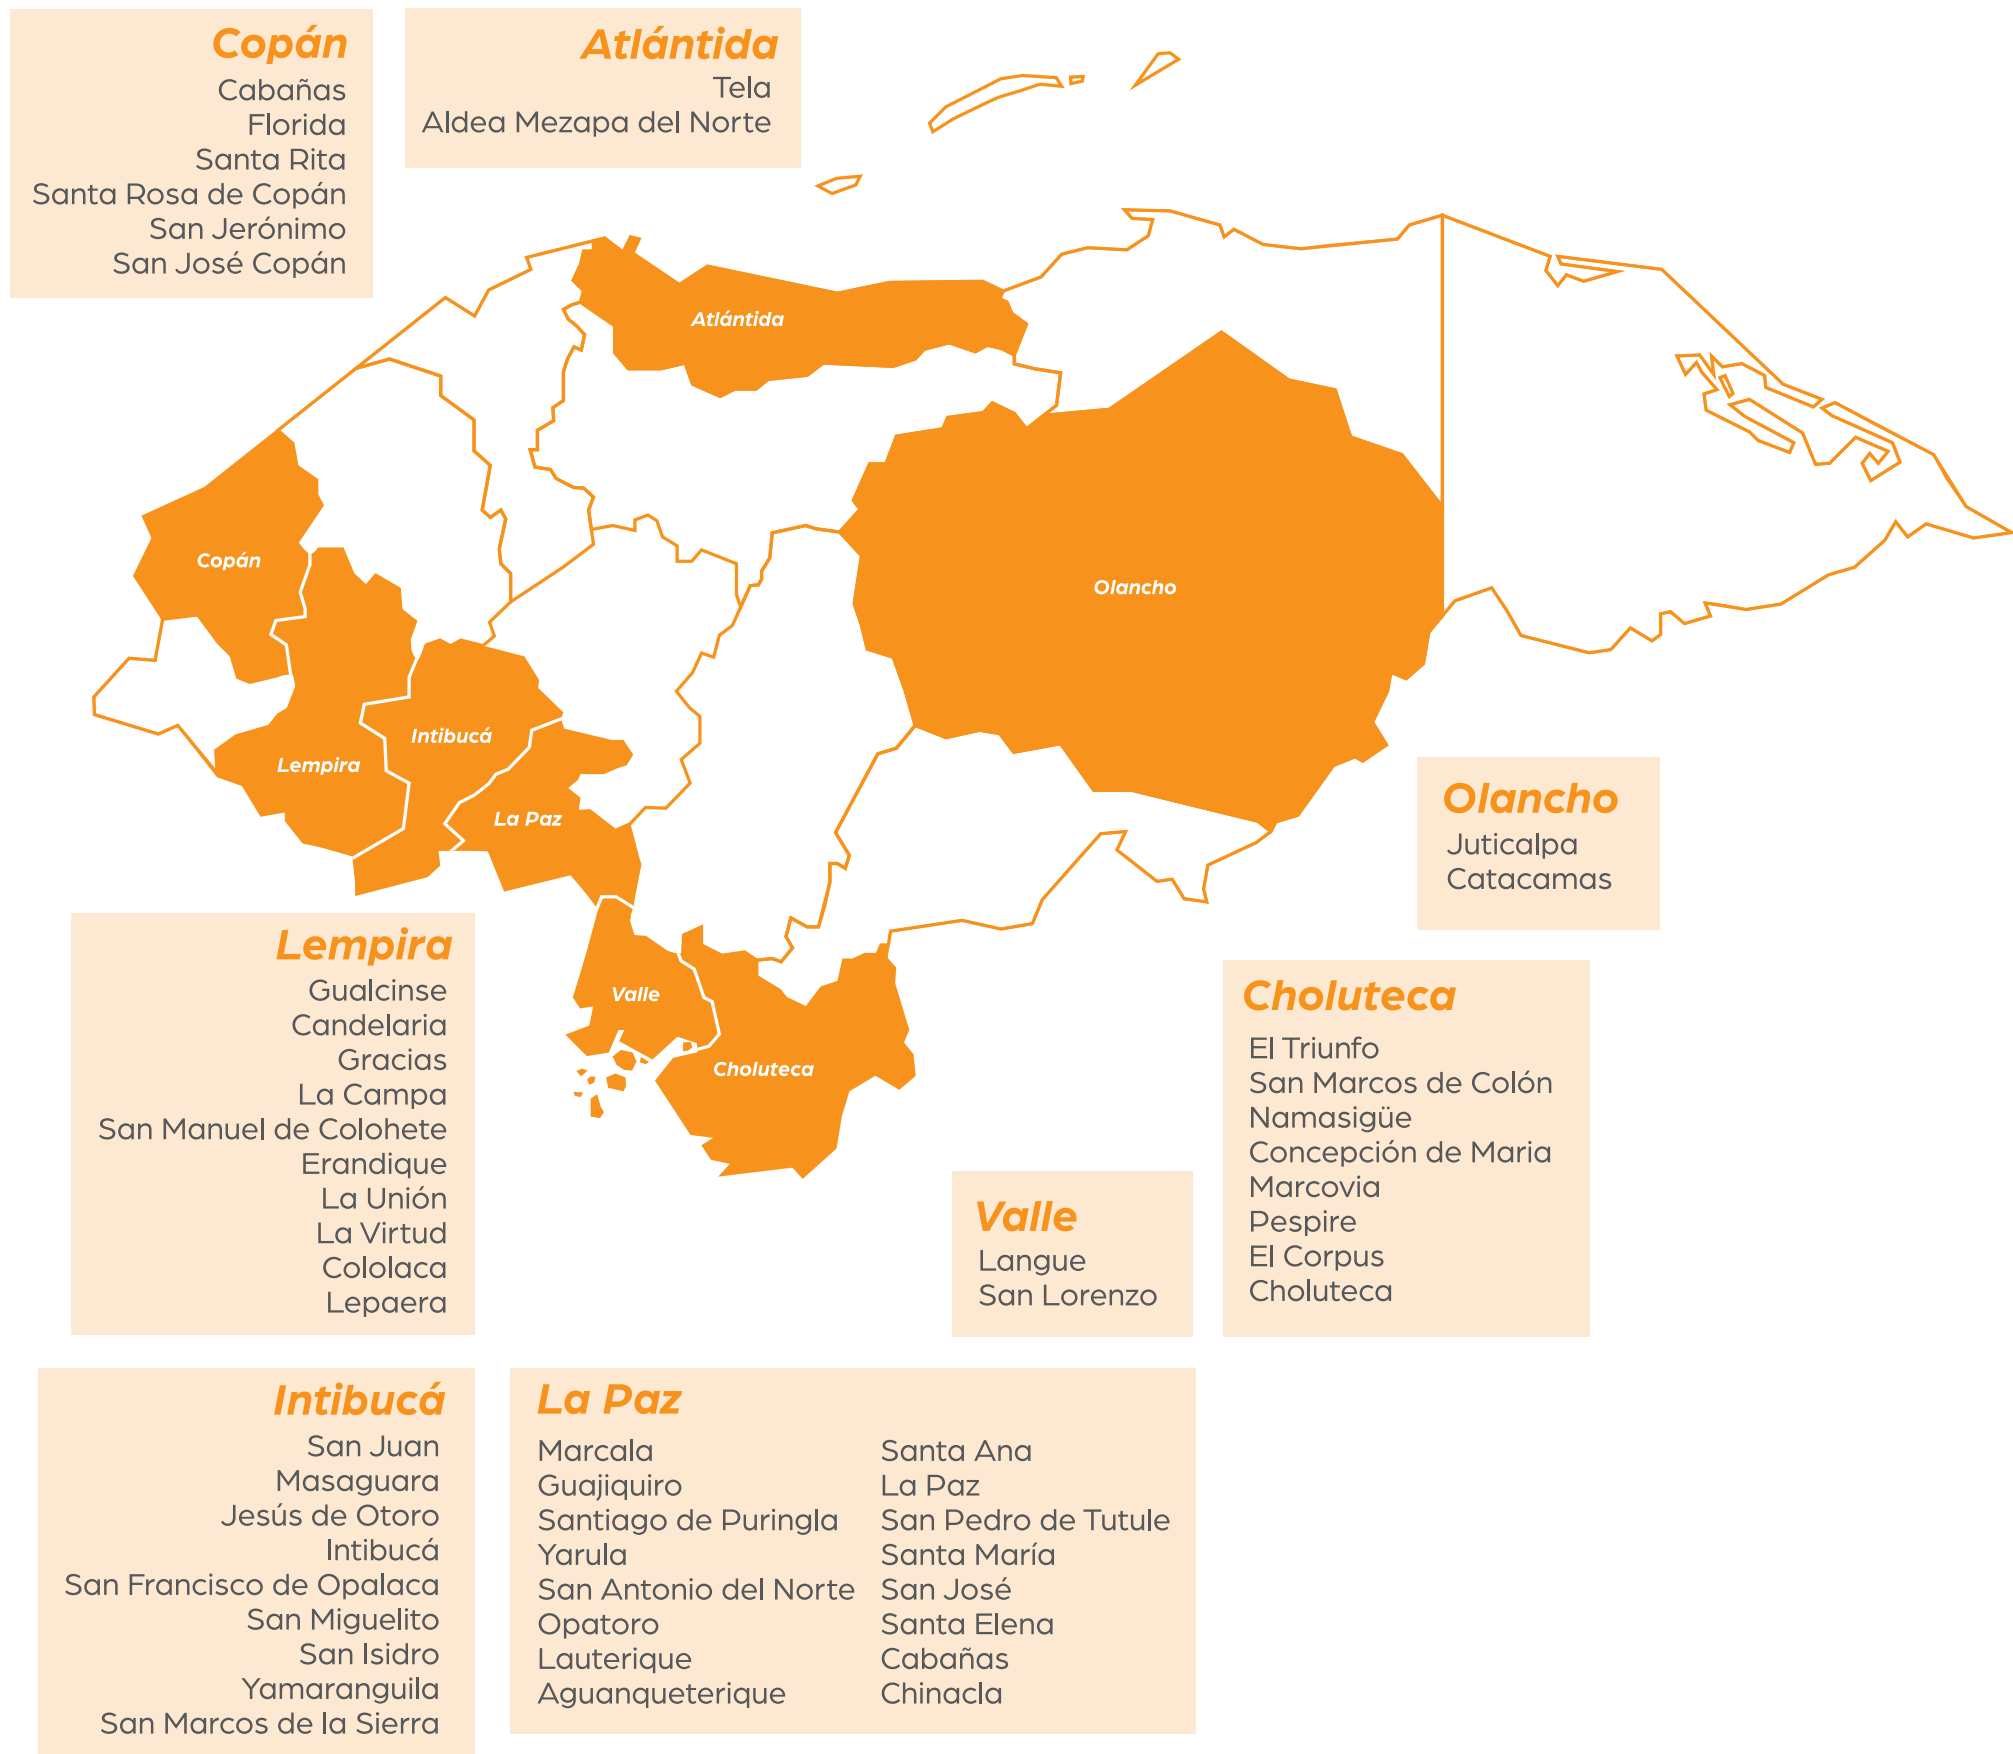 Copán
Cabañas
Florida
Santa Rita
Santa Rosa de Copán
San Jerónimo
San José Copán
Atlántida
Tela
Aldea Mezapa del Norte
Atlántida
Copán
Olancho
Intibucá
Lempira
La Paz
Valle
Choluteca
Olancho
Juticalpa
Catacamas
Lempira
Gualcinse
Candelaria
Gracias
La Campa
San Manuel de Colohete
Erandique
La Unión
La Virtud
Cololaca
Lepaera
Choluteca
El Triunfo
San Marcos de Colón
Namasigüe
Concepción de Maria
Marcovia
Pespire
El Corpus
Choluteca
Valle
Langue
San Lorenzo
Intibucá
San Juan
Masaguara
Jesús de Otoro
Intibucá
San Francisco de Opalaca
San Miguelito
San Isidro
Yamaranguila
San Marcos de la Sierra
La Paz
Marcala
Guajiquiro
Santiago de Puringla
Yarula
San Antonio del Norte
Opatoro
Lauterique
Aguanqueterique
Santa Ana
La Paz
San Pedro de Tutule
Santa María
San José
Santa Elena
Cabañas
Chinacla